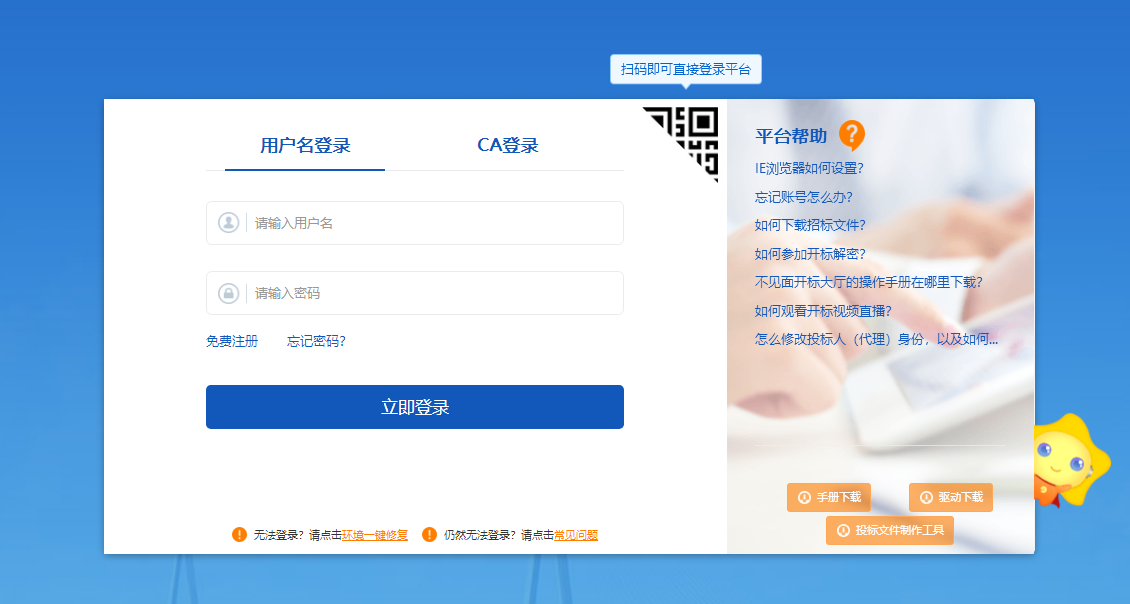 扫码即可直接登录平台
用户名登录
CA登录
请输入用户名
请输入密码
免费注册
忘记密码?
立即登录
无法登录？请点击环境一键修复
仍然无法登录？请点击常见问题
平台帮助
IE浏览器如何设置?
忘记账号怎么办?
如何下载招标文件?
如何参加开标解密?
不见面开标大厅的操作手册在哪里下载?
如何观看开标视频直播?
怎么修改投标人（代理）身份，以及如何...
手册下载
驱动下载
投标文件制作工具